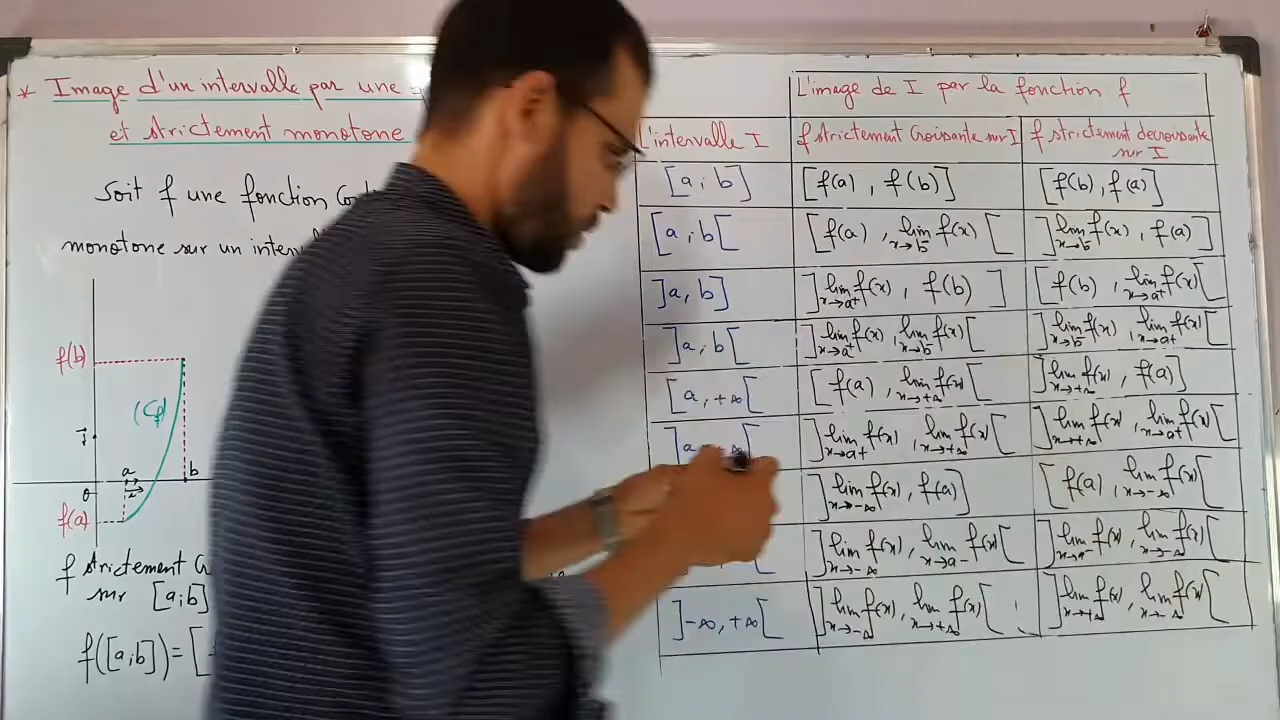 * Image d'un intervalle par une
et strictement monotone
Soit f une fonction
monotone sur un
f(b)
(Cf)
a
b
0
f(a)
f strictement
sur [a;b]
f([a;b]) = [
L'image de I par la fonction f
L'intervalle I
f strictement Croissante sur I
f strictement decroissante
sur I
[a;b]
[f(a), f(b)]
[f(b), f(a)]
[a;b[
[f(a), lim f(x) [
x→b⁻
]lim f(x), f(a)]
x→b⁻
]a, b]
]lim f(x), f(b) ]
x→a⁺
[f(b), lim f(x)[
x→a⁺
]a;b[
]lim f(x), lim f(x)[
x→a⁺ x→b⁻
]lim f(x), lim f(x)[
x→b⁻ x→a⁺
[a, +∞[
[f(a), lim f(x)[
x→+∞
]lim f(x), f(a)]
x→+∞
]a, +∞[
]lim f(x), lim f(x)[
x→a⁺ x→+∞
]lim f(x), lim f(x)[
x→+∞ x→a⁺
]lim f(x), f(a)]
x→-∞
[f(a), lim f(x)[
x→-∞
]lim f(x), lim f(x)[
x→-∞ x→a⁻
]lim f(x), lim f(x)[
x→a⁻ x→-∞
]-∞, +∞[
]lim f(x), lim f(x)[
x→-∞ x→+∞
]lim f(x), lim f(x)[
x→+∞ x→-∞